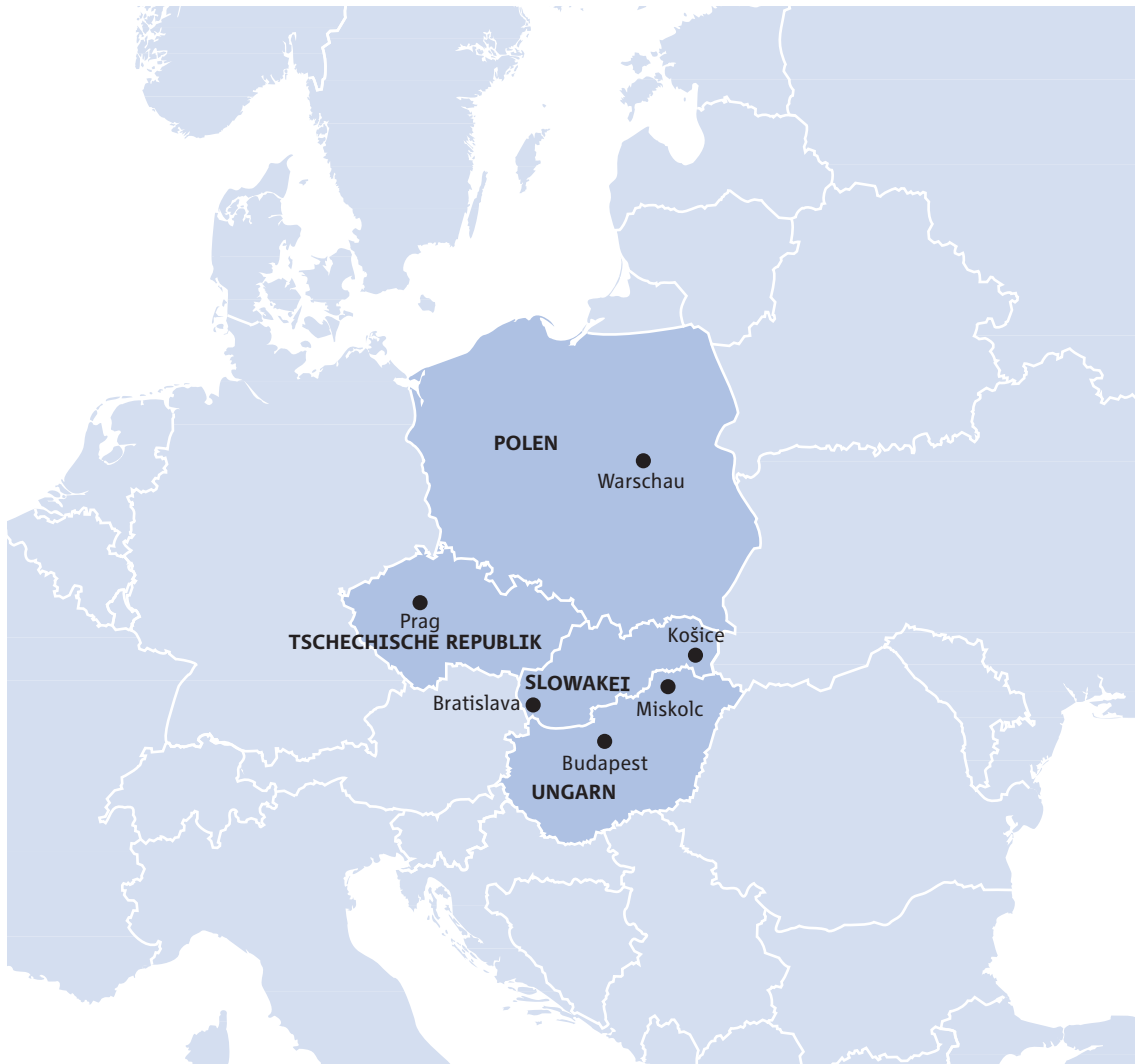 POLEN
Warschau
Prag
TSCHECHISCHE REPUBLIK
Košice
SLOWAKEI
Bratislava
Miskolc
Budapest
UNGARN